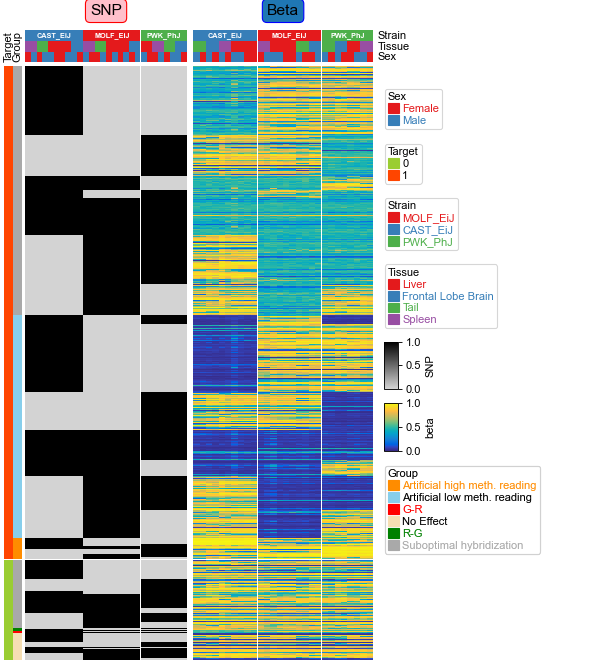 SNP
Beta
Target
Group
CAST_EiJ
MOLF_EiJ
PWK_PhJ
CAST_EiJ
MOLF_EiJ
PWK_PhJ
Strain
Tissue
Sex
Sex
Female
Male
Target
0
1
Strain
MOLF_EiJ
CAST_EiJ
PWK_PhJ
Tissue
Liver
Frontal Lobe Brain
Tail
Spleen
1.0
0.5
0.0
SNP
1.0
0.5
0.0
beta
Group
Artificial high meth. reading
Artificial low meth. reading
G-R
No Effect
R-G
Suboptimal hybridization